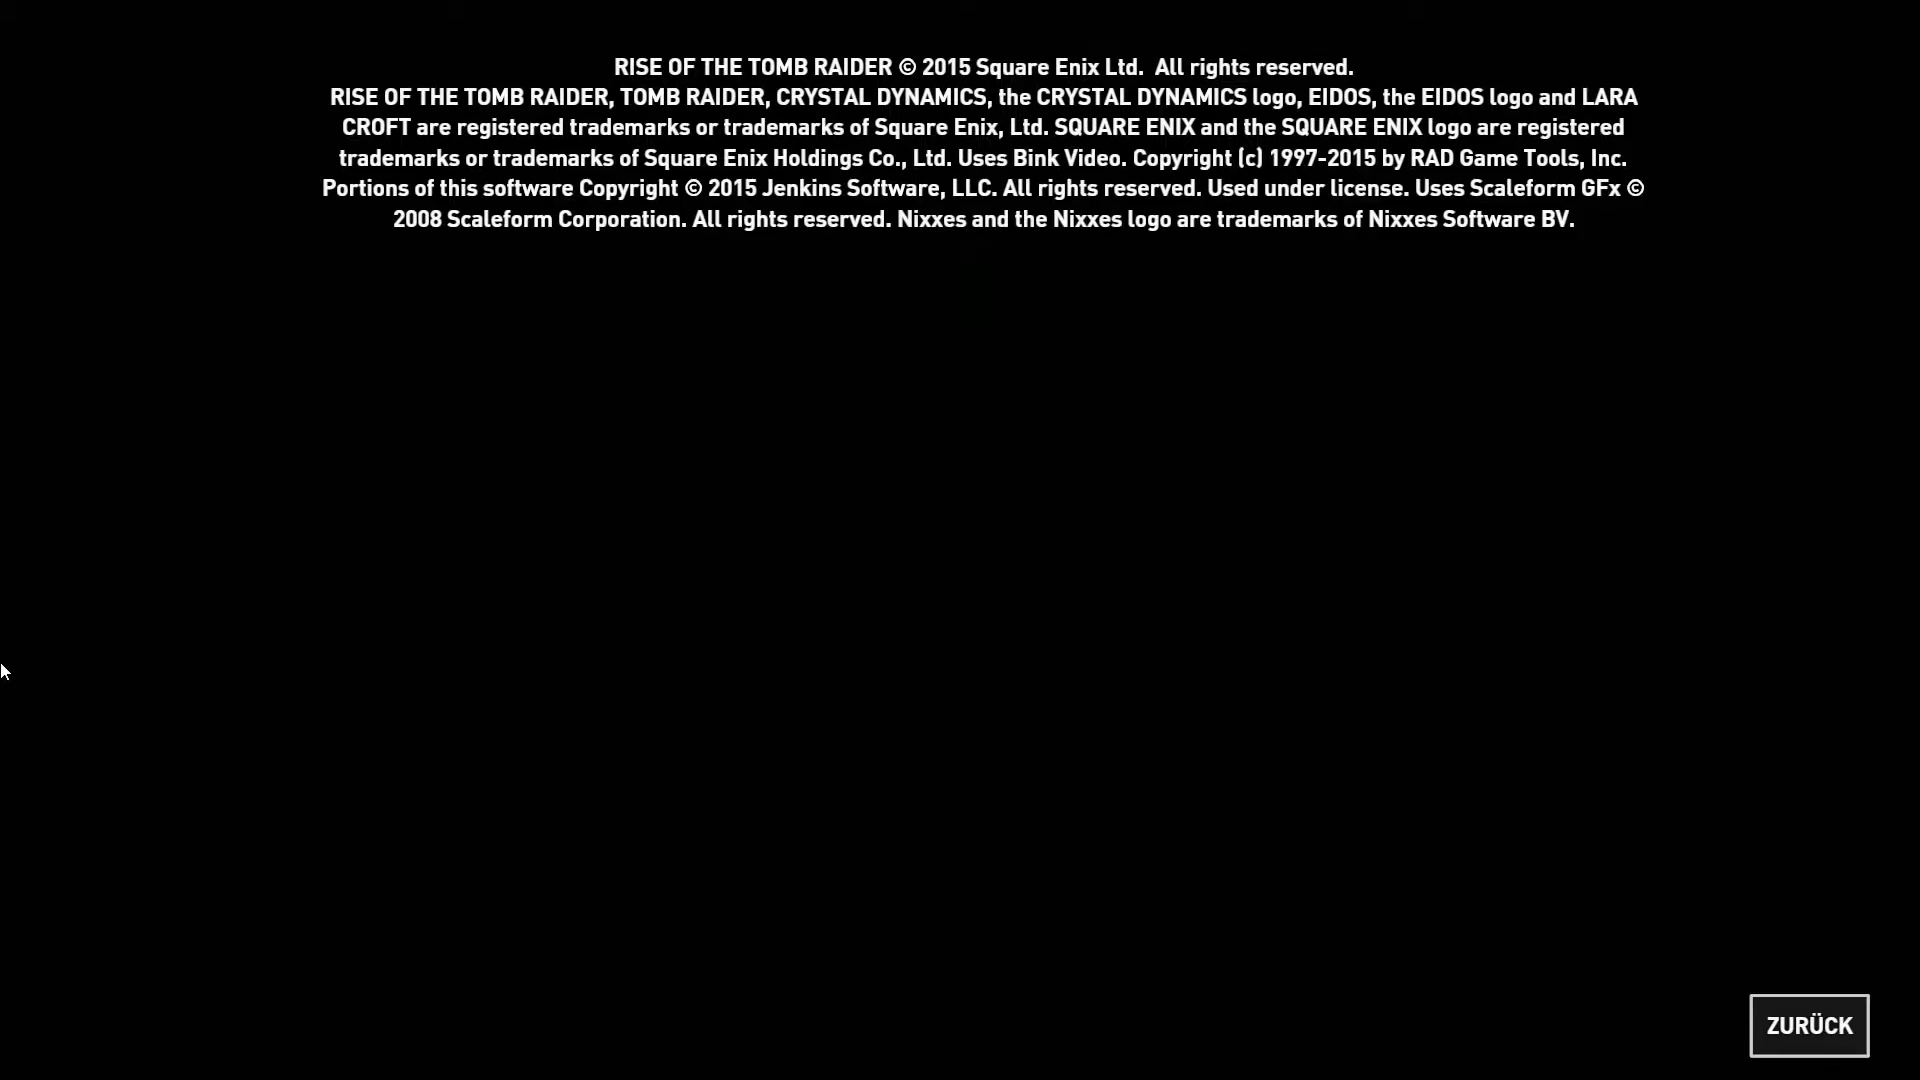 RISE OF THE TOMB RAIDER © 2015 Square Enix Ltd.  All rights reserved.
RISE OF THE TOMB RAIDER, TOMB RAIDER, CRYSTAL DYNAMICS, the CRYSTAL DYNAMICS logo, EIDOS, the EIDOS logo and LARA
CROFT are registered trademarks or trademarks of Square Enix, Ltd. SQUARE ENIX and the SQUARE ENIX logo are registered
trademarks or trademarks of Square Enix Holdings Co., Ltd. Uses Bink Video. Copyright (c) 1997-2015 by RAD Game Tools, Inc.
Portions of this software Copyright © 2015 Jenkins Software, LLC. All rights reserved. Used under license. Uses Scaleform GFx ©
2008 Scaleform Corporation. All rights reserved. Nixxes and the Nixxes logo are trademarks of Nixxes Software BV.
ZURÜCK